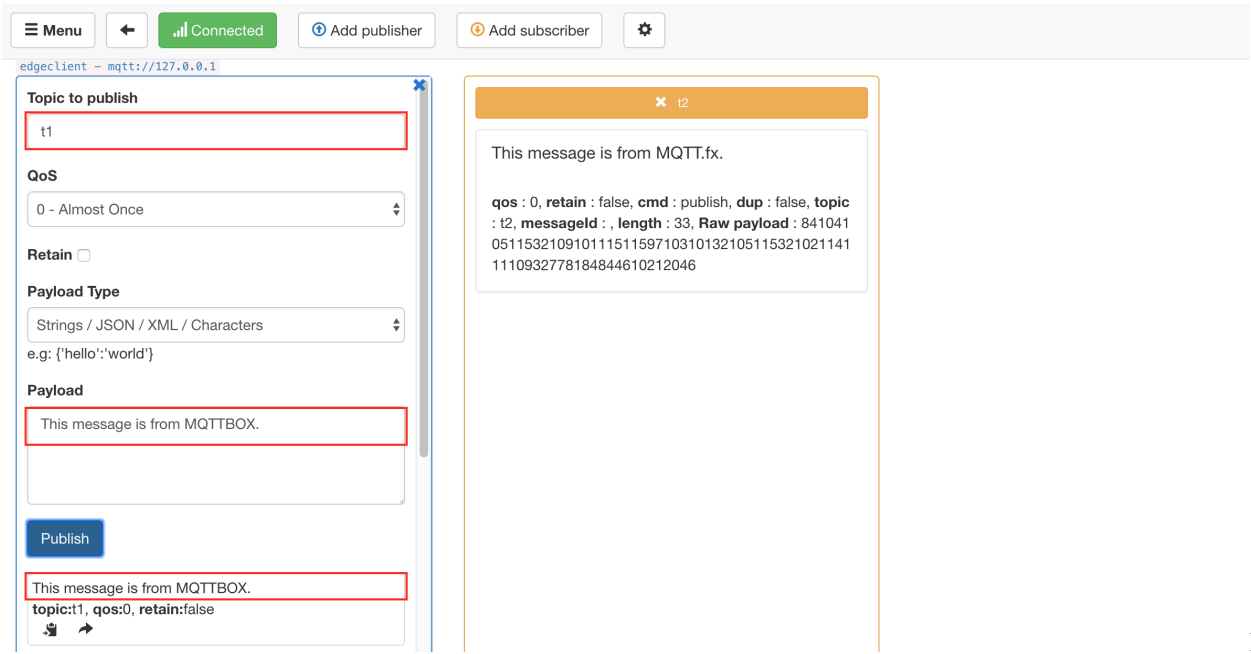 Menu
Connected
Add publisher
Add subscriber
edgeclient - mqtt://127.0.0.1
Topic to publish
t1
QoS
0 - Almost Once
Retain
Payload Type
Strings / JSON / XML / Characters
e.g: {'hello':'world'}
Payload
This message is from MQTTBOX.
Publish
This message is from MQTTBOX.
topic:t1, qos:0, retain:false
t2
This message is from MQTT.fx.
qos : 0, retain : false, cmd : publish, dup : false, topic
: t2, messageId : , length : 33, Raw payload : 841041
05115321091011151159710310132105115321021141
1110932778184844610212046